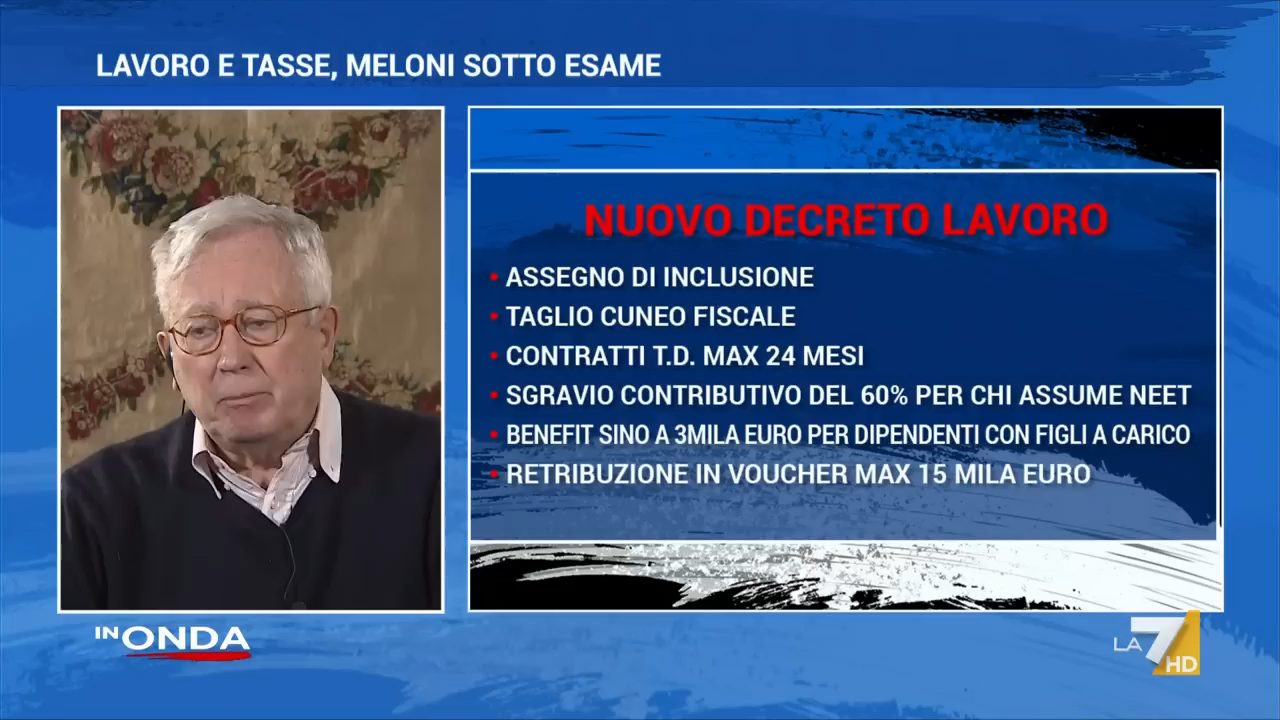 LAVORO E TASSE, MELONI SOTTO ESAME
NUOVO DECRETO LAVORO
• ASSEGNO DI INCLUSIONE
• TAGLIO CUNEO FISCALE
• CONTRATTI T.D. MAX 24 MESI
• SGRAVIO CONTRIBUTIVO DEL 60% PER CHI ASSUME NEET
• BENEFIT SINO A 3MILA EURO PER DIPENDENTI CON FIGLI A CARICO
• RETRIBUZIONE IN VOUCHER MAX 15 MILA EURO
IN ONDA
LA 7 HD